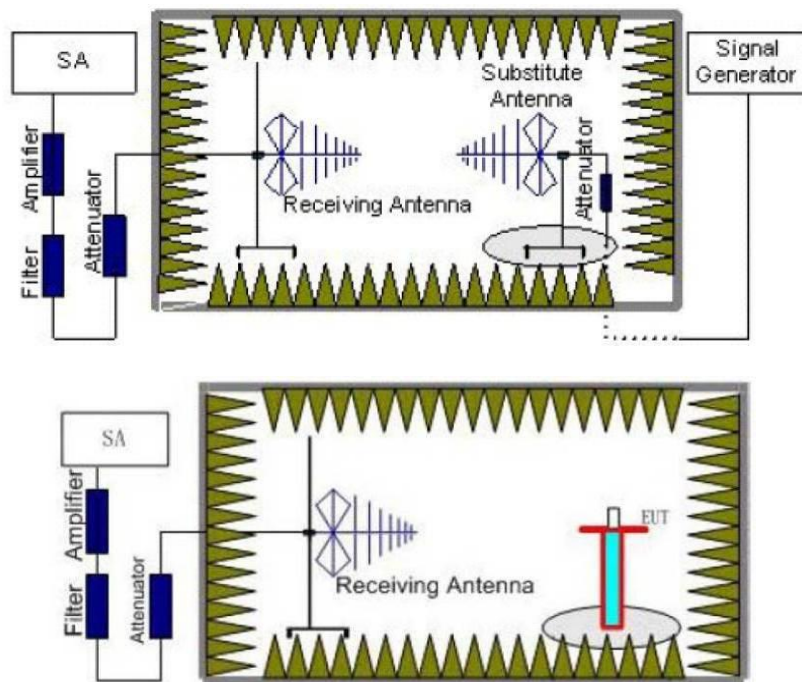 SA
Signal
Generator
Substitute
Antenna
Amplifier
Attenuator
Attenuator
Receiving Antenna
Filter
SA
Amplifier
EUT
Receiving Antenna
Filter
Attenuator